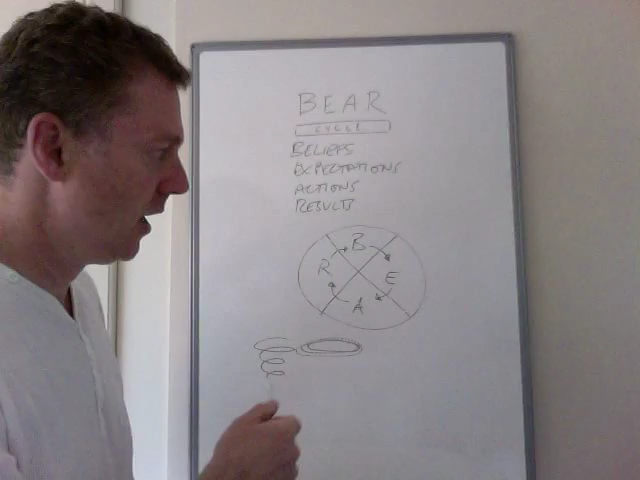 BEAR
CYCLE
BELIEFS
EXPECTATIONS
ACTIONS
RESULTS
B
R E
A